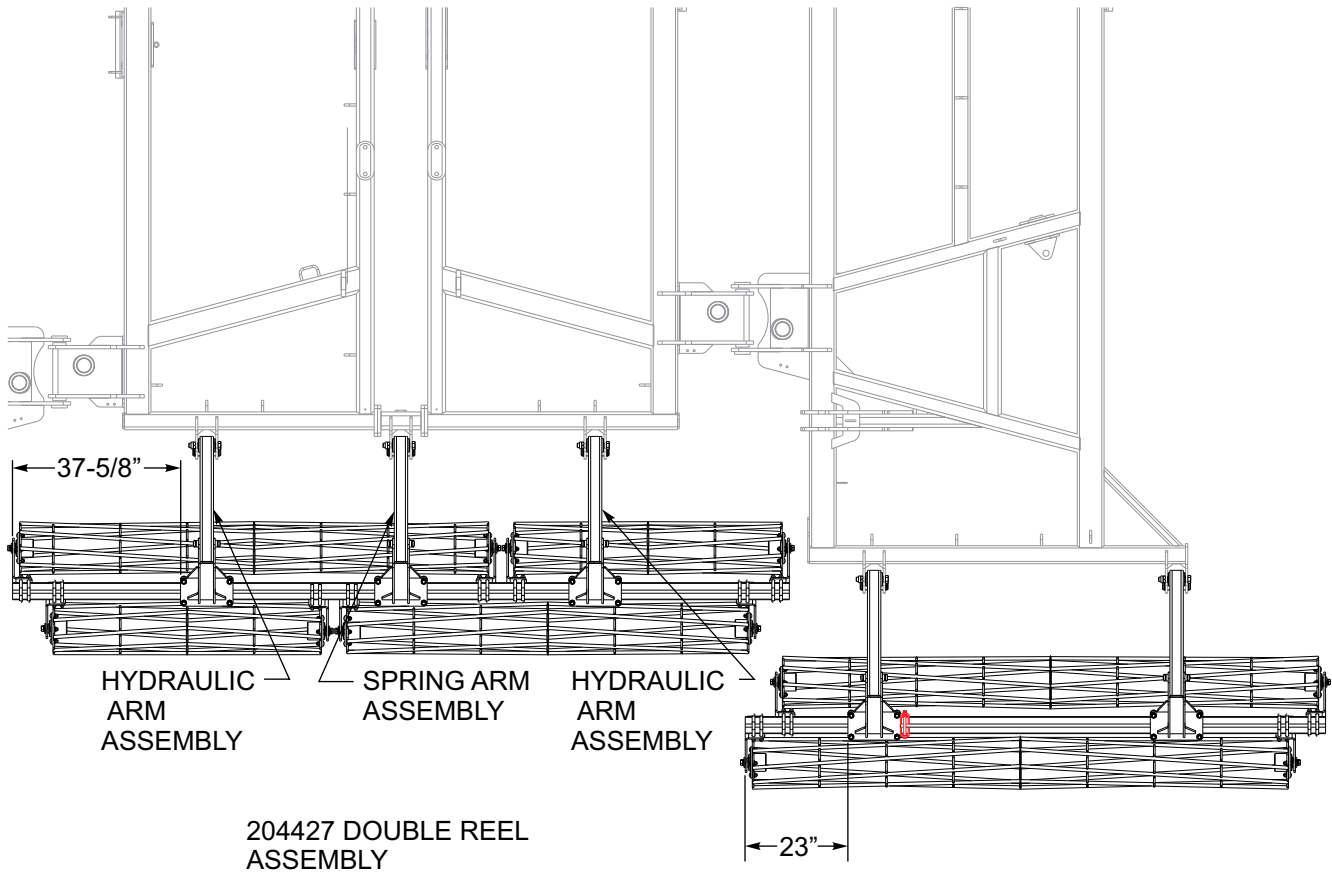 37-5/8”
HYDRAULIC
ARM
ASSEMBLY
SPRING ARM
ASSEMBLY
HYDRAULIC
ARM
ASSEMBLY
23”
204427 DOUBLE REEL
ASSEMBLY